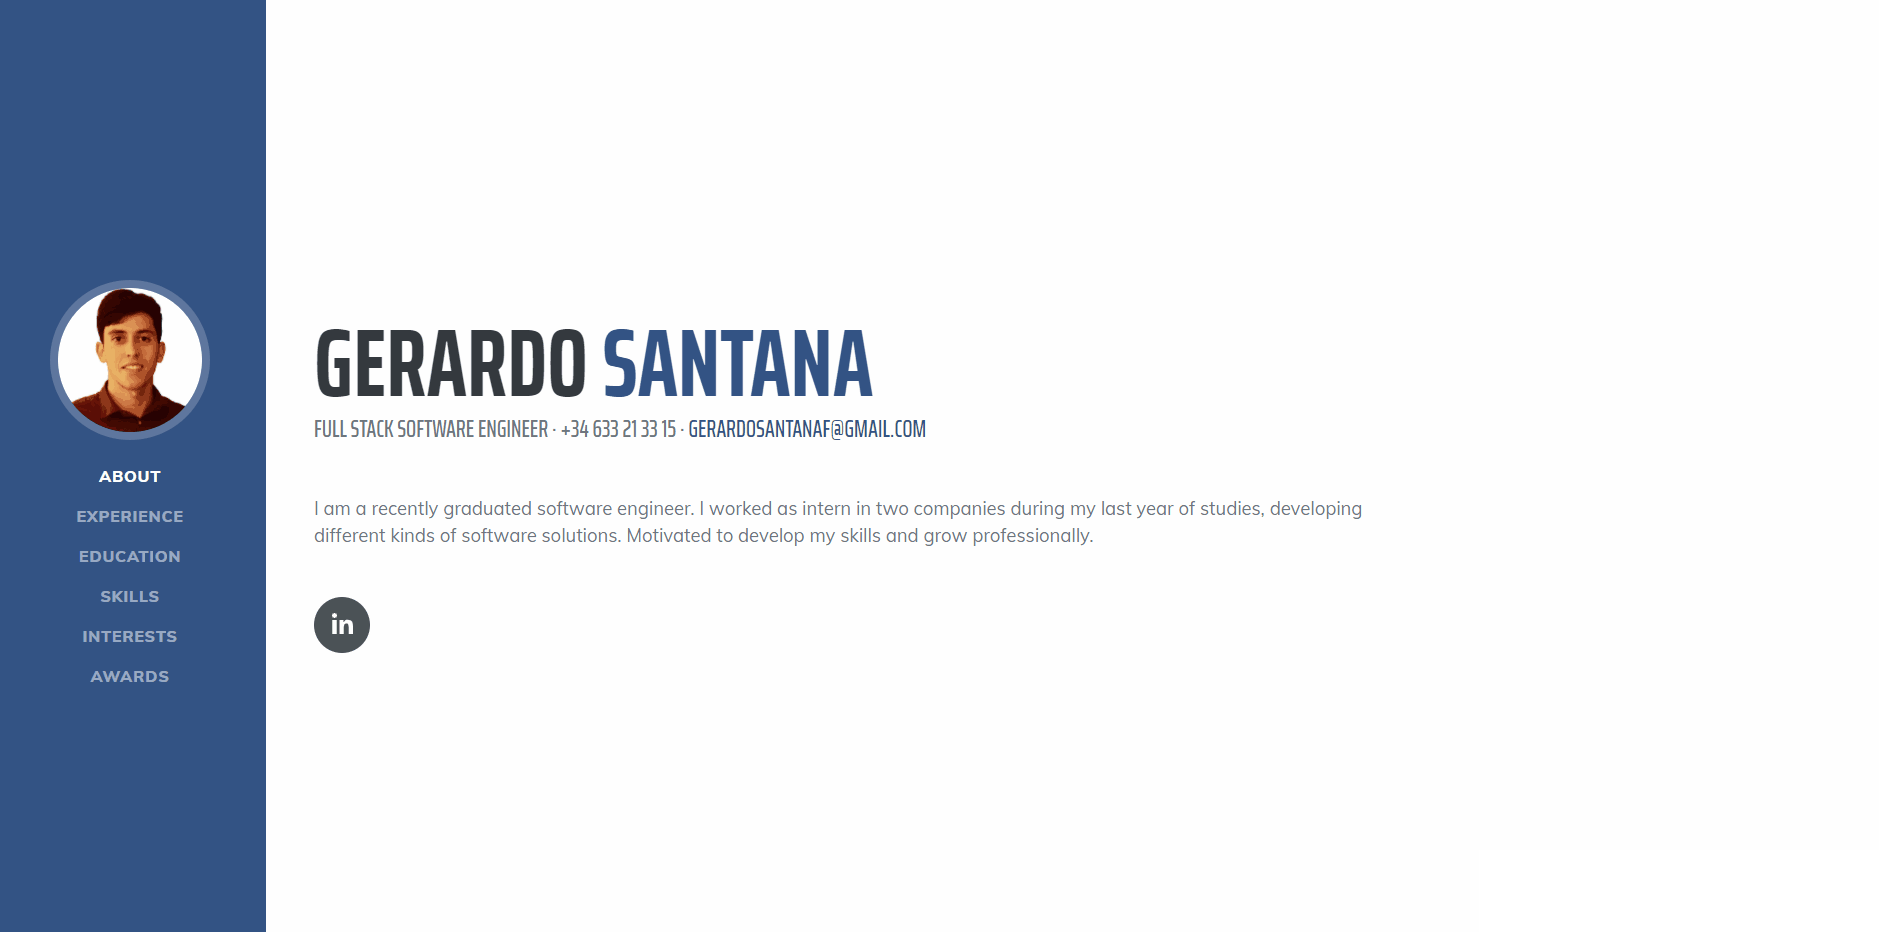 ABOUT
EXPERIENCE
EDUCATION
SKILLS
INTERESTS
AWARDS
GERARDO SANTANA
FULL STACK SOFTWARE ENGINEER · +34 633 21 33 15 · GERARDOSANTANAF@GMAIL.COM
I am a recently graduated software engineer. I worked as intern in two companies during my last year of studies, developing
different kinds of software solutions. Motivated to develop my skills and grow professionally.
in